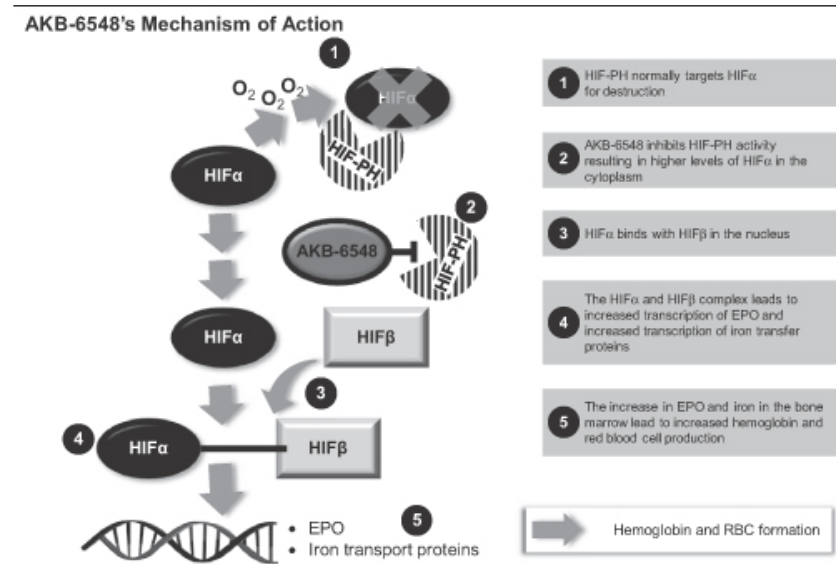 AKB-6548's Mechanism of Action
1
O2 O2 O2
HIFα
HIF-PH
HIFα
2
AKB-6548
HIF-PH
HIFα
HIFβ
3
4
HIFα
HIFβ
• EPO
• Iron transport proteins
5
1
HIF-PH normally targets HIFα
for destruction
2
AKB-6548 inhibits HIF-PH activity
resulting in higher levels of HIFα in the
cytoplasm
3
HIFα binds with HIFβ in the nucleus
4
The HIFα and HIFβ complex leads to
increased transcription of EPO and
increased transcription of iron transfer
proteins
5
The increase in EPO and iron in the bone
marrow lead to increased hemoglobin and
red blood cell production
Hemoglobin and RBC formation